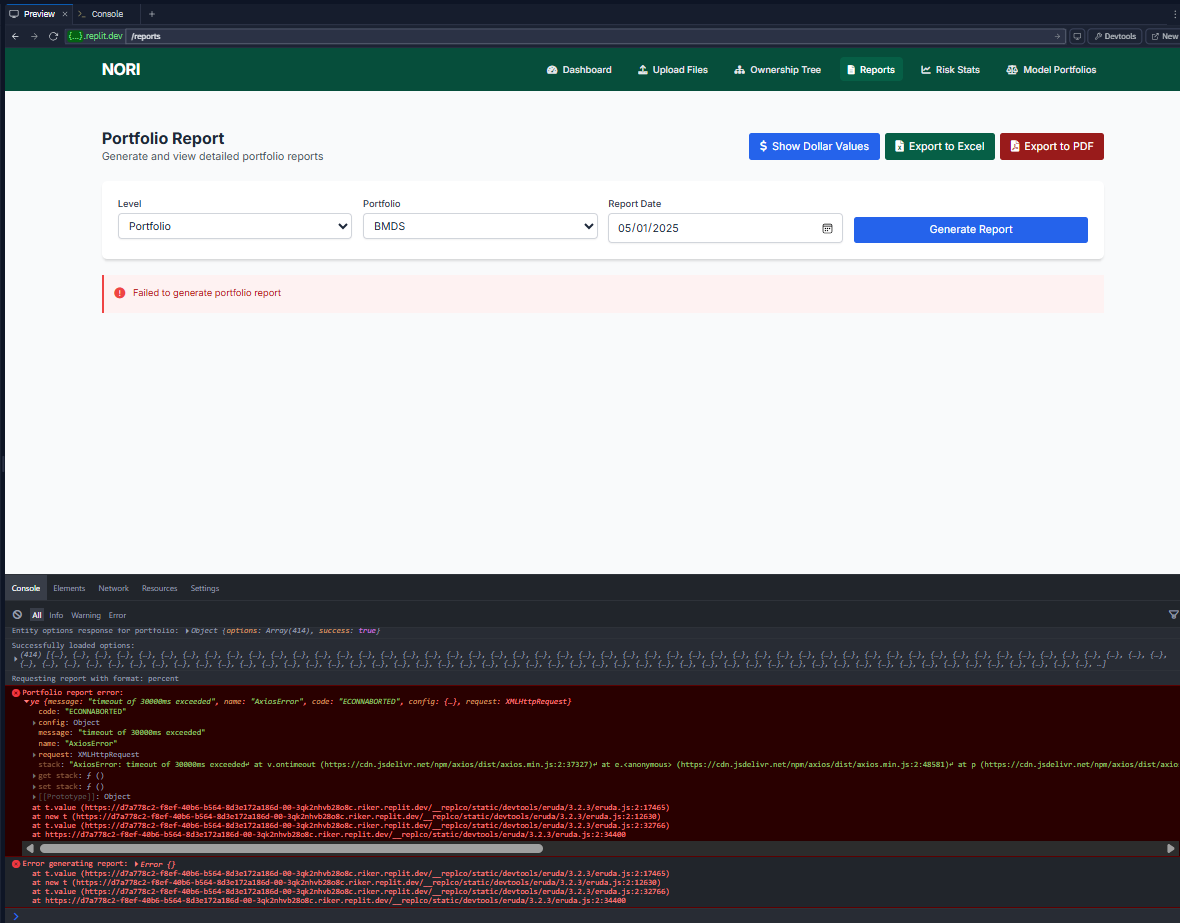 Preview × >_ Console +
{...}.replit.dev /reports Devtools New
NORI Dashboard Upload Files Ownership Tree Reports Risk Stats Model Portfolios
Portfolio Report
Generate and view detailed portfolio reports
$ Show Dollar Values Export to Excel Export to PDF
Level Portfolio Report Date
Portfolio BMDS 05/01/2025 Generate Report
Failed to generate portfolio report
Console Elements Network Resources Settings
All Info Warning Error
Entity options response for portfolio: Object {options: Array(414), success: true}
Successfully loaded options:
(414) [{…}, {…}, {…}, {…}, {…}, {…}, {…}, {…}, {…}, {…}, {…}, {…}, {…}, {…}, {…}, {…}, {…}, {…}, {…}, {…}, {…}, {…}, {…}, {…}, {…}, {…}, {…}, {…}, {…}, {…}, {…}, {…}, {…}, {…}, {…}, {…}, {…}, {…}, {…}, {…}, {…}, {…}, {…}, {…}, {…}, {…}, {…}, {…}, {…}, {…}, {…},
{…}, {…}, {…}, {…}, {…}, {…}, {…}, {…}, {…}, {…}, {…}, {…}, {…}, {…}, {…}, {…}, {…}, {…}, {…}, {…}, {…}, {…}, {…}, {…}, {…}, {…}, {…}, {…}, {…}, {…}, {…}, {…}, {…}, {…}, {…}, {…}, {…}, {…}, {…}, {…}, {…}, {…}, {…}, {…}, {…}, {…}, {…}, {…}, {…}, …]
Requesting report with format: percent
Portfolio report error:
ye {message: "timeout of 30000ms exceeded", name: "AxiosError", code: "ECONNABORTED", config: {…}, request: XMLHttpRequest}
code: "ECONNABORTED"
config: Object
message: "timeout of 30000ms exceeded"
name: "AxiosError"
request: XMLHttpRequest
stack: "AxiosError: timeout of 30000ms exceeded↵ at v.ontimeout (https://cdn.jsdelivr.net/npm/axios/dist/axios.min.js:2:37327)↵ at e.<anonymous> (https://cdn.jsdelivr.net/npm/axios/dist/axios.min.js:2:48581)↵ at p (https://cdn.jsdelivr.net/npm/axios/dist/axio
get stack: ƒ ()
set stack: ƒ ()
[[Prototype]]: Object
at t.value (https://d7a778c2-f8ef-40b6-b564-8d3e172a186d-00-3qk2nhvb28o8c.riker.replit.dev/__replco/static/devtools/eruda/3.2.3/eruda.js:2:17465)
at new t (https://d7a778c2-f8ef-40b6-b564-8d3e172a186d-00-3qk2nhvb28o8c.riker.replit.dev/__replco/static/devtools/eruda/3.2.3/eruda.js:2:12630)
at t.value (https://d7a778c2-f8ef-40b6-b564-8d3e172a186d-00-3qk2nhvb28o8c.riker.replit.dev/__replco/static/devtools/eruda/3.2.3/eruda.js:2:32766)
at https://d7a778c2-f8ef-40b6-b564-8d3e172a186d-00-3qk2nhvb28o8c.riker.replit.dev/__replco/static/devtools/eruda/3.2.3/eruda.js:2:34400
Error generating report: Error {}
at t.value (https://d7a778c2-f8ef-40b6-b564-8d3e172a186d-00-3qk2nhvb28o8c.riker.replit.dev/__replco/static/devtools/eruda/3.2.3/eruda.js:2:17465)
at new t (https://d7a778c2-f8ef-40b6-b564-8d3e172a186d-00-3qk2nhvb28o8c.riker.replit.dev/__replco/static/devtools/eruda/3.2.3/eruda.js:2:12630)
at t.value (https://d7a778c2-f8ef-40b6-b564-8d3e172a186d-00-3qk2nhvb28o8c.riker.replit.dev/__replco/static/devtools/eruda/3.2.3/eruda.js:2:32766)
at https://d7a778c2-f8ef-40b6-b564-8d3e172a186d-00-3qk2nhvb28o8c.riker.replit.dev/__replco/static/devtools/eruda/3.2.3/eruda.js:2:34400